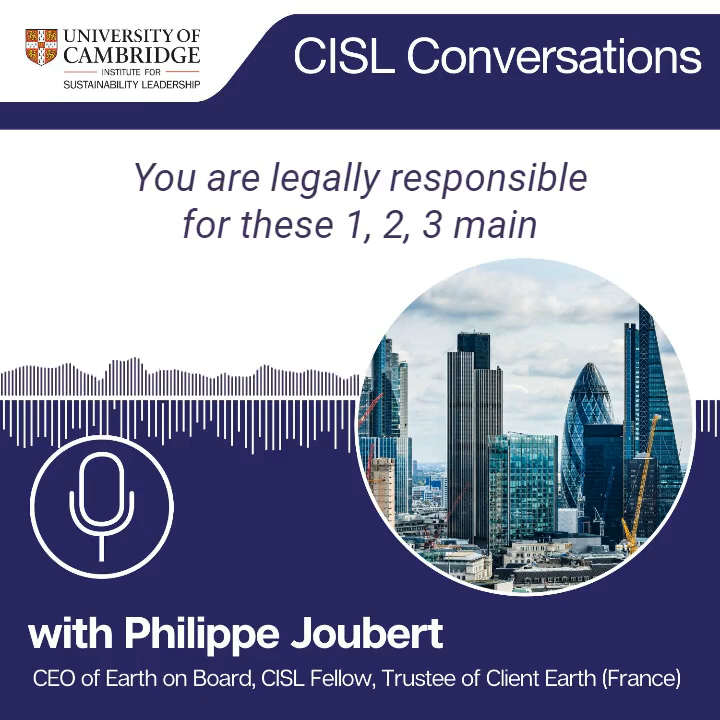 UNIVERSITY OF
CAMBRIDGE
INSTITUTE FOR
SUSTAINABILITY LEADERSHIP
CISL Conversations
You are legally responsible
for these 1, 2, 3 main
with Philippe Joubert
CEO of Earth on Board, CISL Fellow, Trustee of Client Earth (France)